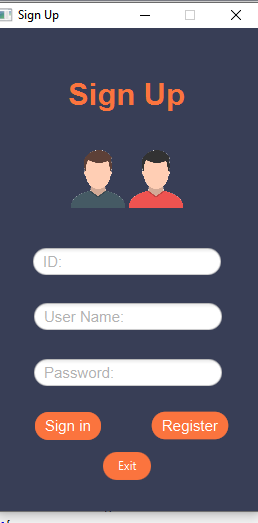 Sign Up
Sign Up
ID:
User Name:
Password:
Sign in
Register
Exit